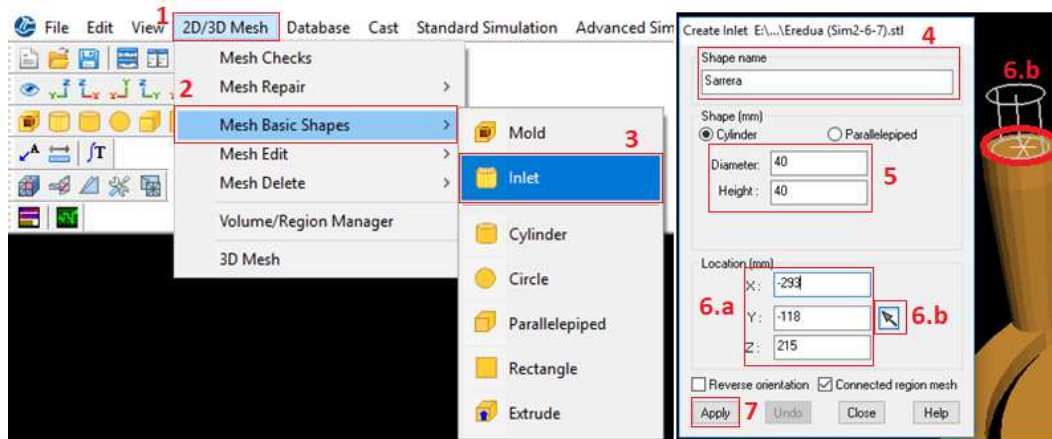 1
File Edit View 2D/3D Mesh Database Cast Standard Simulation Advanced Sim
Mesh Checks
2 Mesh Repair >
Mesh Basic Shapes >
Mesh Edit >
Mesh Delete >
Volume/Region Manager
3D Mesh
Mold
3
Inlet
Cylinder
Circle
Parallelepiped
Rectangle
Extrude
Create Inlet E:\...\Eredua (Sim2-6-7).stl
4
Shape name
Sarrera
Shape (mm)
Cylinder Parallelepiped
Diameter: 40
5
Height : 40
Location (mm)
X : -293
6.a
Y : -118
6.b
Z : 215
Reverse orientation Connected region mesh
Apply 7 Undo Close Help
6.b